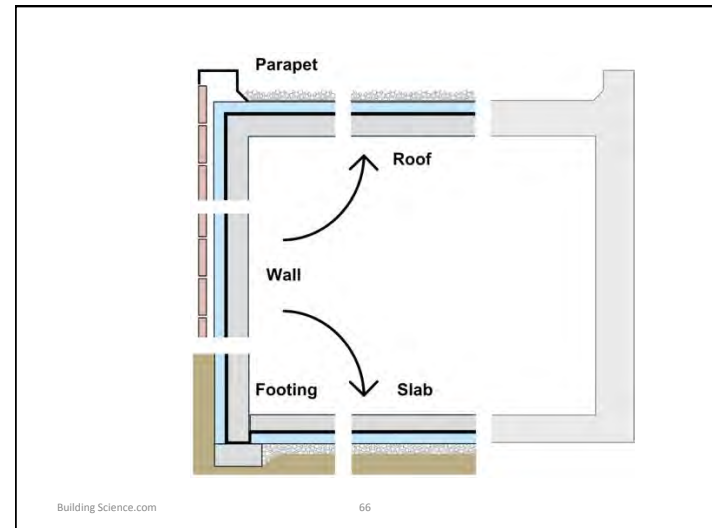 Parapet
Roof
Wall
Footing
Slab
Building Science.com
66